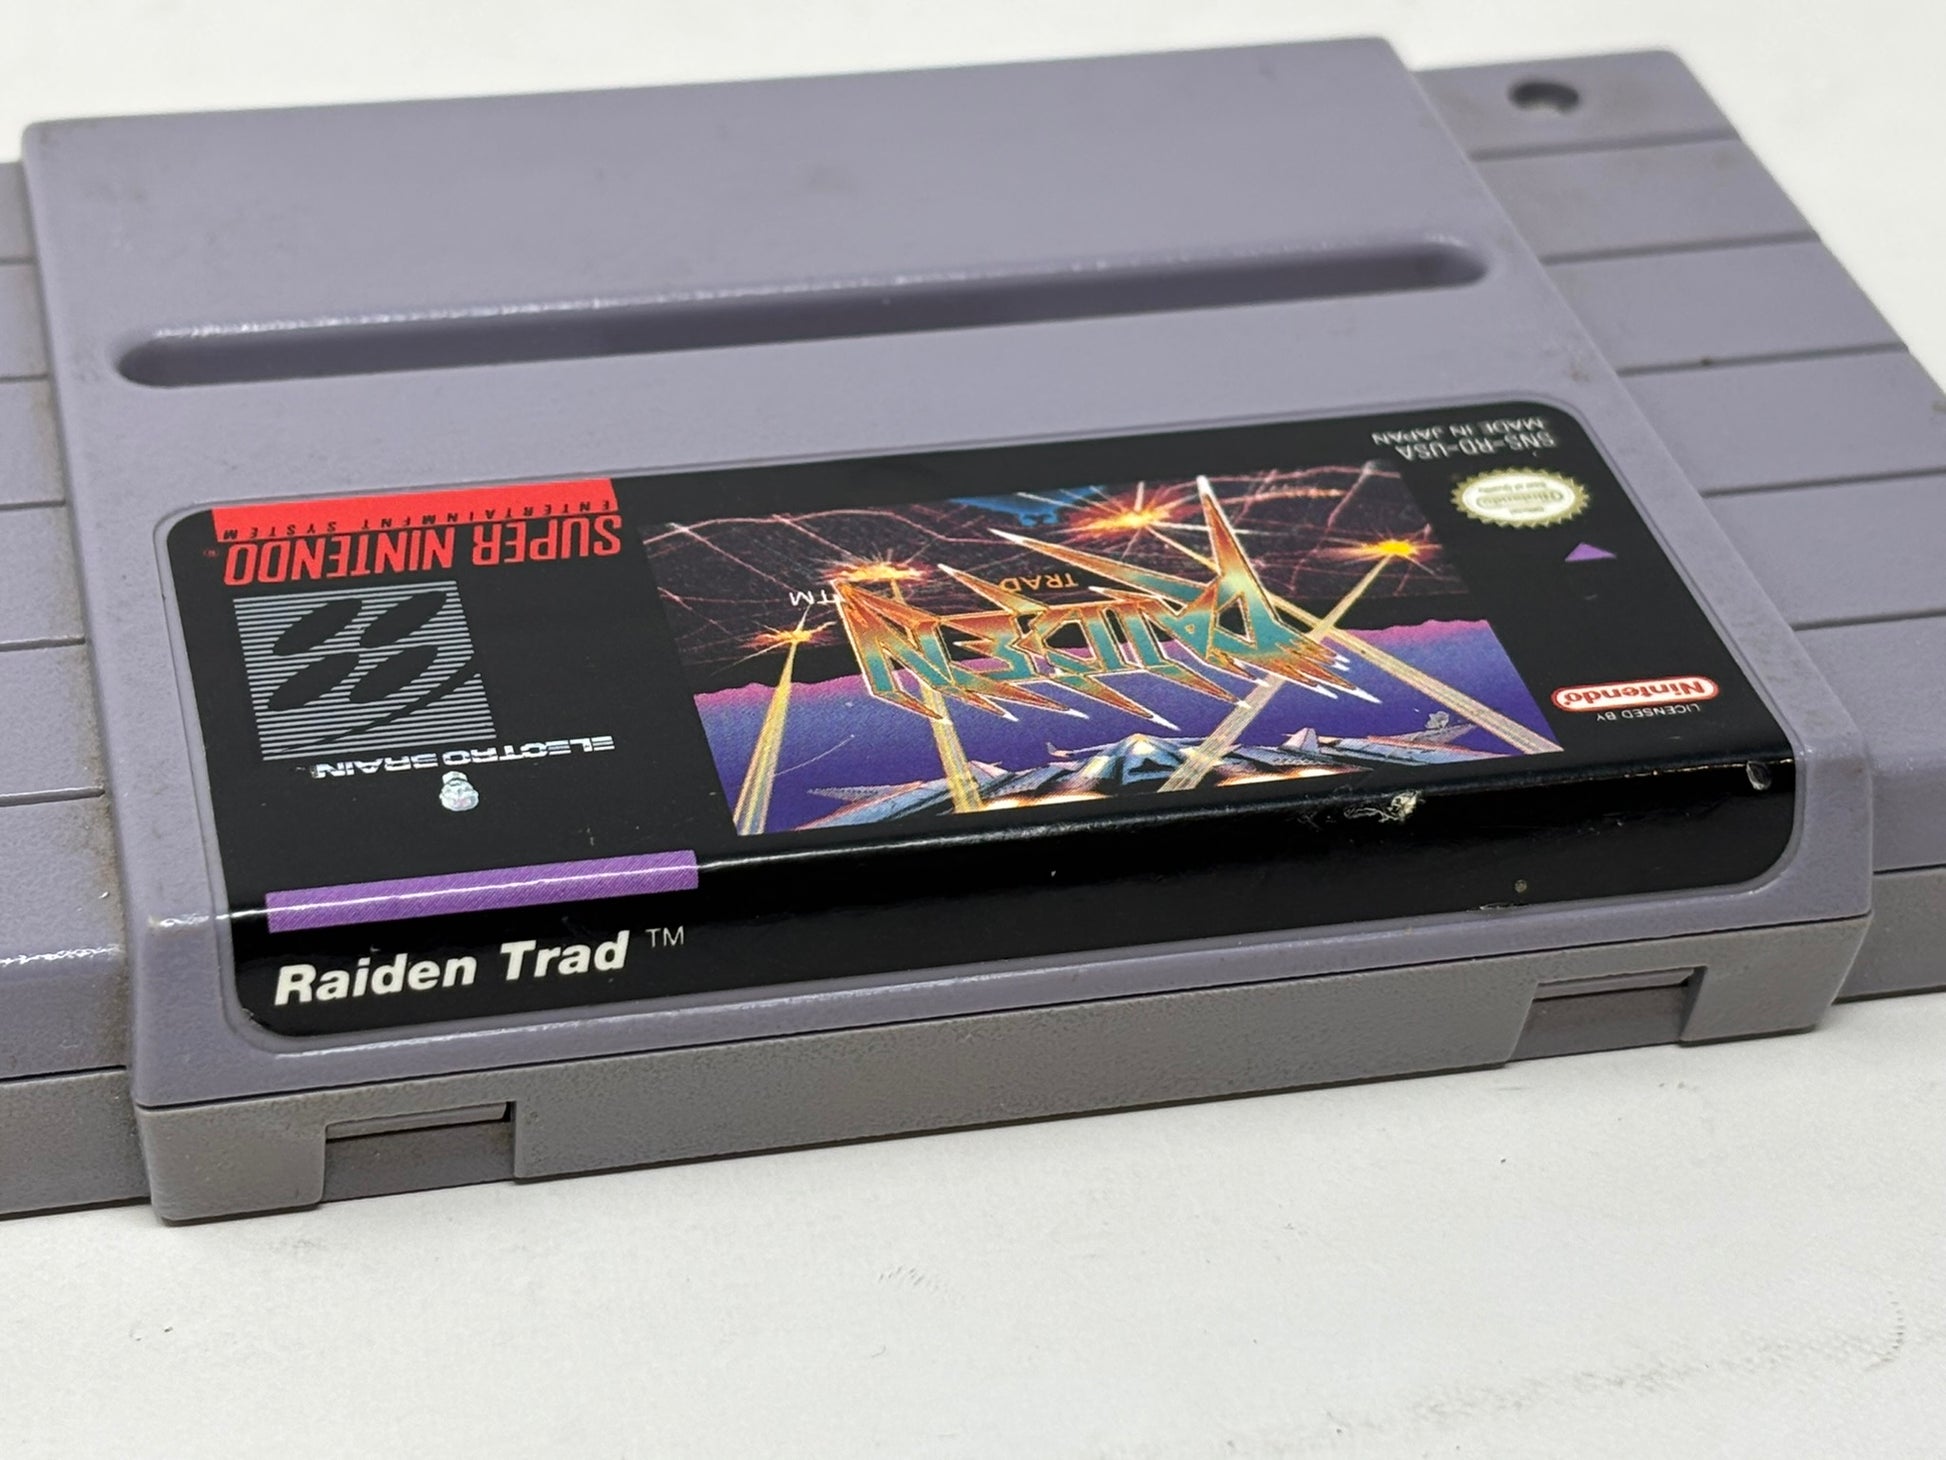 SNS-RD-USA
MADE IN JAPAN
SUPER NINTENDO®
ENTERTAINMENT SYSTEM
Nintendo
RAIDEN
TRAD
TM
Nintendo®
LICENSED BY
ELECTRO BRAIN
Raiden Trad ™